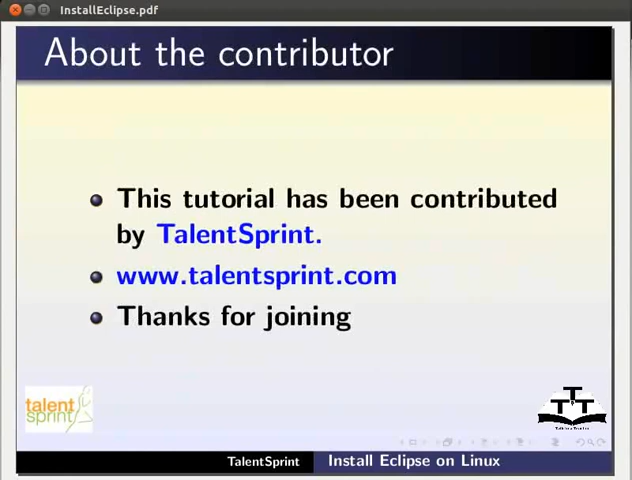 InstallEclipse.pdf
About the contributor
This tutorial has been contributed
by TalentSprint.
www.talentsprint.com
Thanks for joining
talent
sprint
TTT
TalentSprint Install Eclipse on Linux